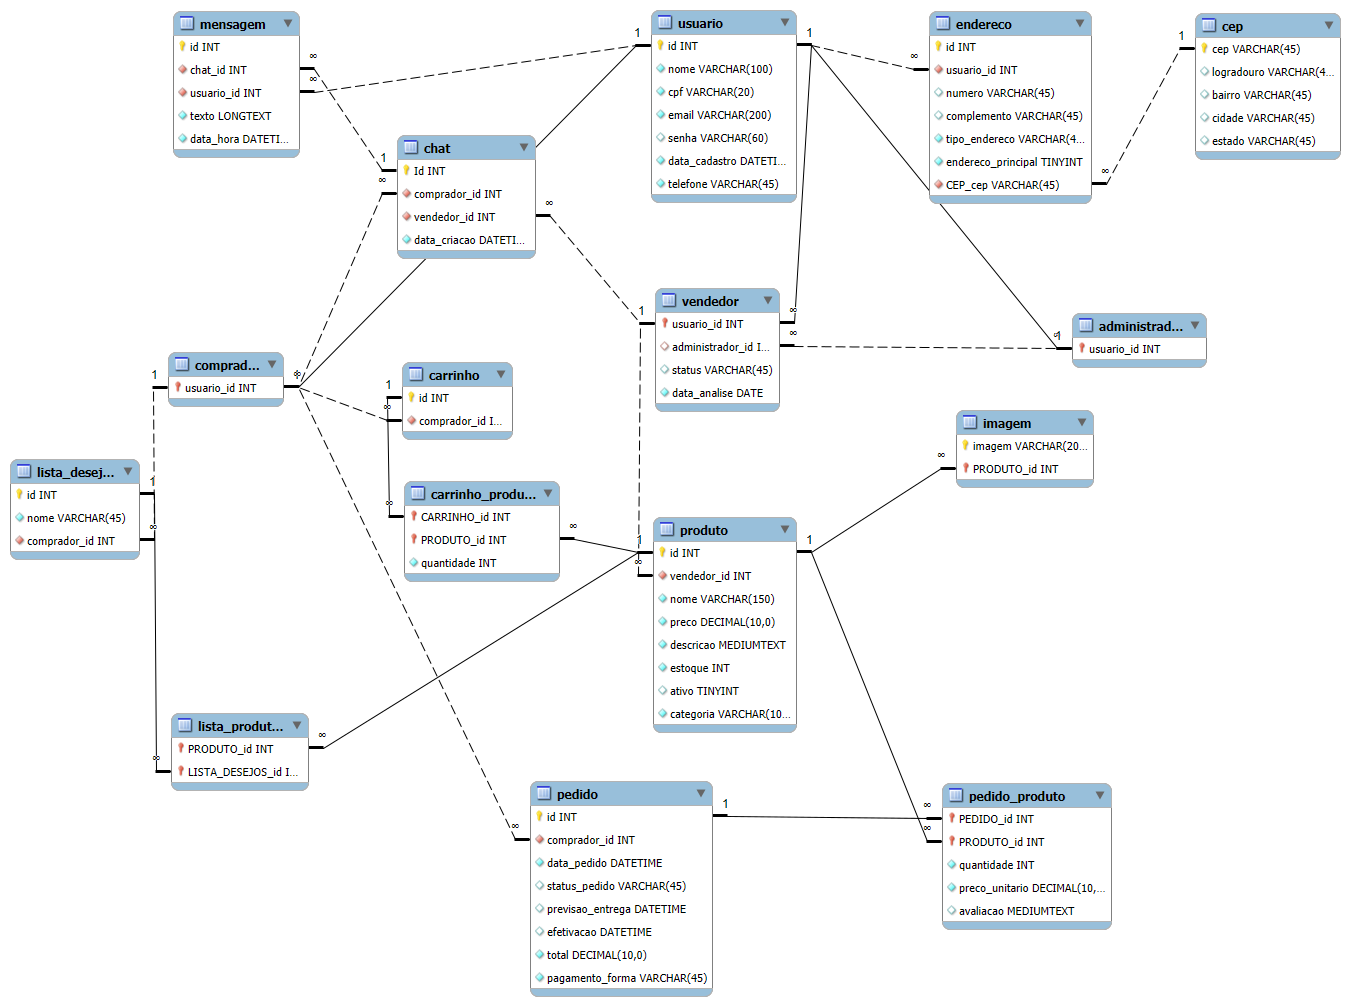 mensagem
id INT
chat_id INT
usuario_id INT
texto LONGTEXT
data_hora DATETI...
usuario
id INT
nome VARCHAR(100)
cpf VARCHAR(20)
email VARCHAR(200)
senha VARCHAR(60)
data_cadastro DATETI...
telefone VARCHAR(45)
endereco
id INT
usuario_id INT
numero VARCHAR(45)
complemento VARCHAR(45)
tipo_endereco VARCHAR(4...
endereco_principal TINYINT
CEP_cep VARCHAR(45)
cep
cep VARCHAR(45)
logradouro VARCHAR(4...
bairro VARCHAR(45)
cidade VARCHAR(45)
estado VARCHAR(45)
chat
Id INT
comprador_id INT
vendedor_id INT
data_criacao DATETI...
vendedor
usuario_id INT
administrador_id I...
status VARCHAR(45)
data_analise DATE
administrad...
usuario_id INT
comprad...
usuario_id INT
carrinho
id INT
comprador_id I...
imagem
imagem VARCHAR(20...
PRODUTO_id INT
lista_desej...
id INT
nome VARCHAR(45)
comprador_id INT
carrinho_produ...
CARRINHO_id INT
PRODUTO_id INT
quantidade INT
produto
id INT
vendedor_id INT
nome VARCHAR(150)
preco DECIMAL(10,0)
descricao MEDIUMTEXT
estoque INT
ativo TINYINT
categoria VARCHAR(10...
lista_produt...
PRODUTO_id INT
LISTA_DESEJOS_id I...
pedido
id INT
comprador_id INT
data_pedido DATETIME
status_pedido VARCHAR(45)
previsao_entrega DATETIME
efetivacao DATETIME
total DECIMAL(10,0)
pagamento_forma VARCHAR(45)
pedido_produto
PEDIDO_id INT
PRODUTO_id INT
quantidade INT
preco_unitario DECIMAL(10,...
avaliacao MEDIUMTEXT